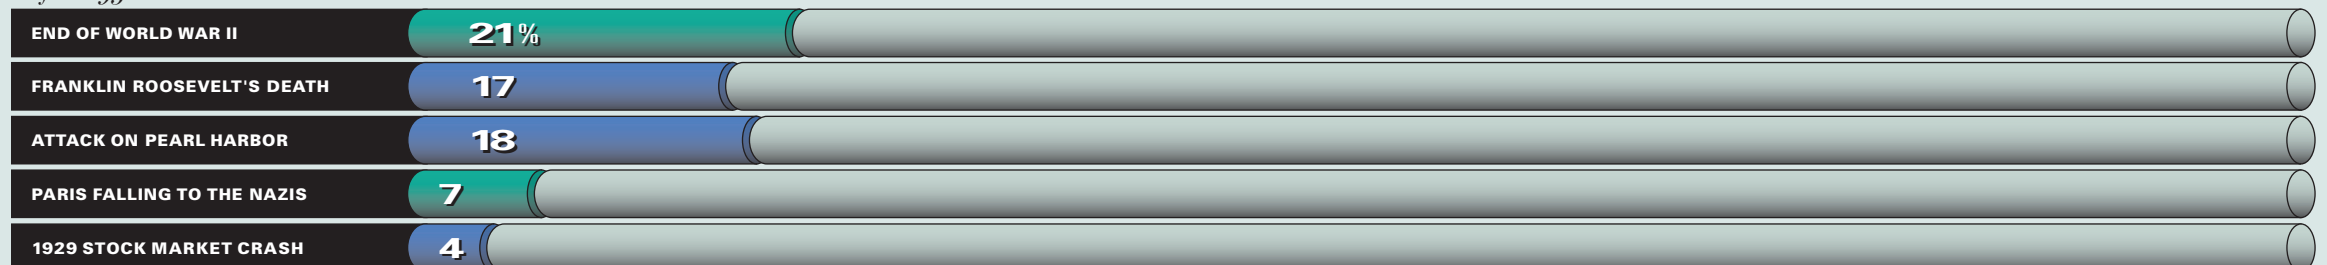 END OF WORLD WAR II 21%
FRANKLIN ROOSEVELT'S DEATH 17
ATTACK ON PEARL HARBOR 18
PARIS FALLING TO THE NAZIS 7
1929 STOCK MARKET CRASH 4